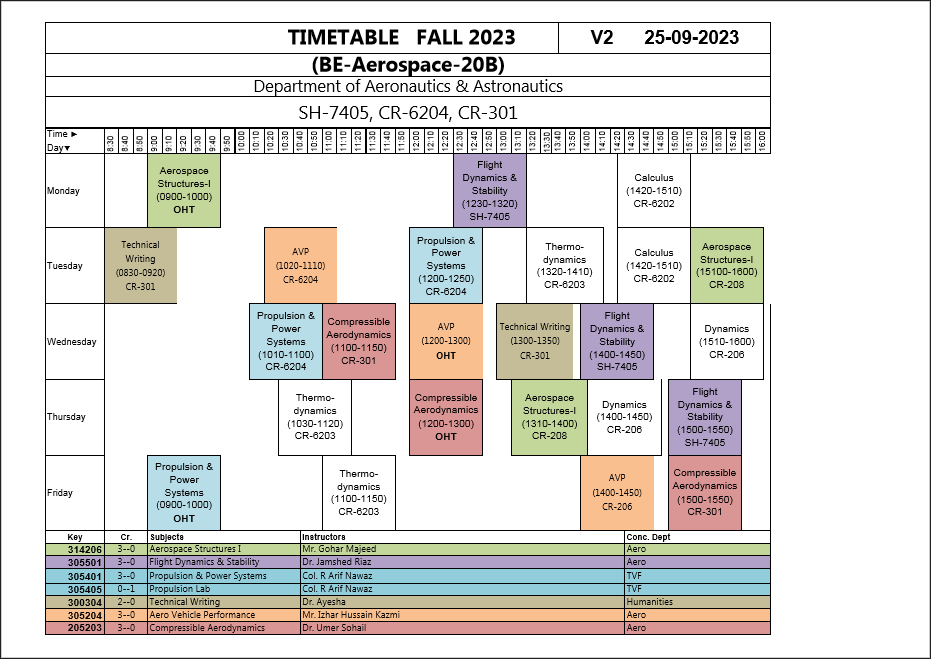 TIMETABLE FALL 2023 V2 25-09-2023
(BE-Aerospace-20B)
Department of Aeronautics & Astronautics
SH-7405, CR-6204, CR-301
Time ►
Day▼
8:30 8:40 8:50 9:00 9:10 9:20 9:30 9:40 9:50 10:00 10:10 10:20 10:30 10:40 10:50 11:00 11:10 11:20 11:30 11:40 11:50 12:00 12:10 12:20 12:30 12:40 12:50 13:00 13:10 13:20 13:30 13:40 13:50 14:00 14:10 14:20 14:30 14:40 14:50 15:00 15:10 15:20 15:30 15:40 15:50 16:00
Monday
Aerospace
Structures-I
(0900-1000)
OHT
Flight
Dynamics &
Stability
(1230-1320)
SH-7405
Calculus
(1420-1510)
CR-6202
Tuesday
Technical
Writing
(0830-0920)
CR-301
AVP
(1020-1110)
CR-6204
Propulsion &
Power
Systems
(1200-1250)
CR-6204
Thermo-
dynamics
(1320-1410)
CR-6203
Calculus
(1420-1510)
CR-6202
Aerospace
Structures-I
(15100-1600)
CR-208
Wednesday
Propulsion &
Power
Systems
(1010-1100)
CR-6204
Compressible
Aerodynamics
(1100-1150)
CR-301
AVP
(1200-1300)
OHT
Technical Writing
(1300-1350)
CR-301
Flight
Dynamics &
Stability
(1400-1450)
SH-7405
Dynamics
(1510-1600)
CR-206
Thursday
Thermo-
dynamics
(1030-1120)
CR-6203
Compressible
Aerodynamics
(1200-1300)
OHT
Aerospace
Structures-I
(1310-1400)
CR-208
Dynamics
(1400-1450)
CR-206
Flight
Dynamics &
Stability
(1500-1550)
SH-7405
Friday
Propulsion &
Power
Systems
(0900-1000)
OHT
Thermo-
dynamics
(1100-1150)
CR-6203
AVP
(1400-1450)
CR-206
Compressible
Aerodynamics
(1500-1550)
CR-301
Key Cr. Subjects Instructors Conc. Dept
314206 3--0 Aerospace Structures I Mr. Gohar Majeed Aero
305501 3--0 Flight Dynamics & Stability Dr. Jamshed Riaz Aero
305401 3--0 Propulsion & Power Systems Col. R Arif Nawaz TVF
305405 0--1 Propulsion Lab Col. R Arif Nawaz TVF
300304 2--0 Technical Writing Dr. Ayesha Humanities
305204 3--0 Aero Vehicle Performance Mr. Izhar Hussain Kazmi Aero
205203 3--0 Compressible Aerodynamics Dr. Umer Sohail Aero